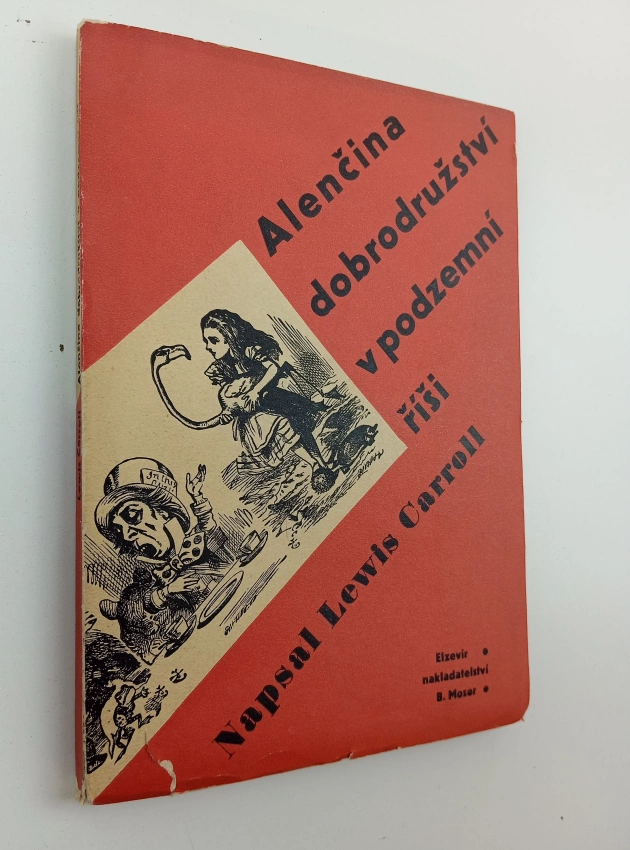 Alenčina
dobrodružství
v podzemní
říši
Napsal Lewis Carroll
Elzevir •
nakladatelství
B. Moser •